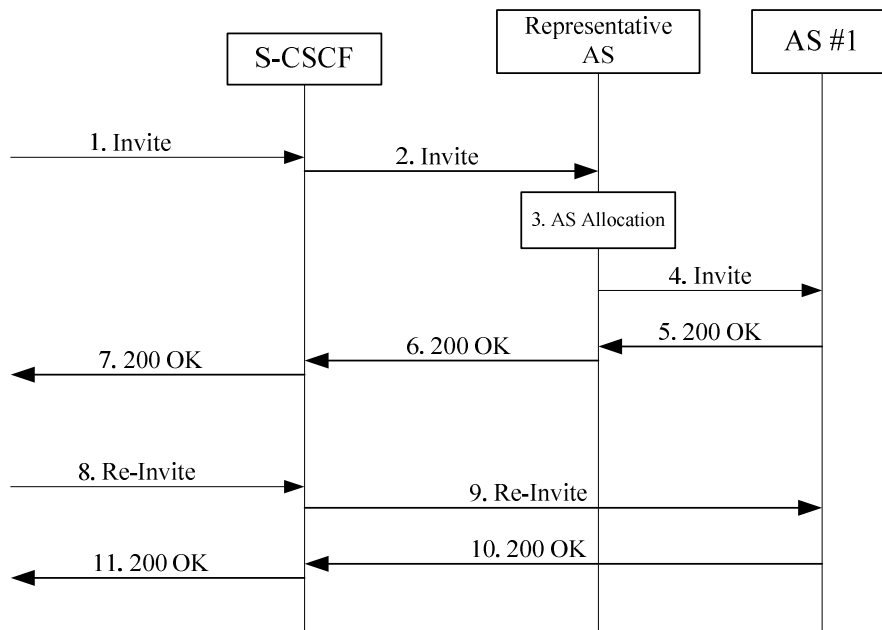 S-CSCF
Representative
AS
AS #1
1. Invite
2. Invite
3. AS Allocation
4. Invite
5. 200 OK
6. 200 OK
7. 200 OK
8. Re-Invite
9. Re-Invite
10. 200 OK
11. 200 OK